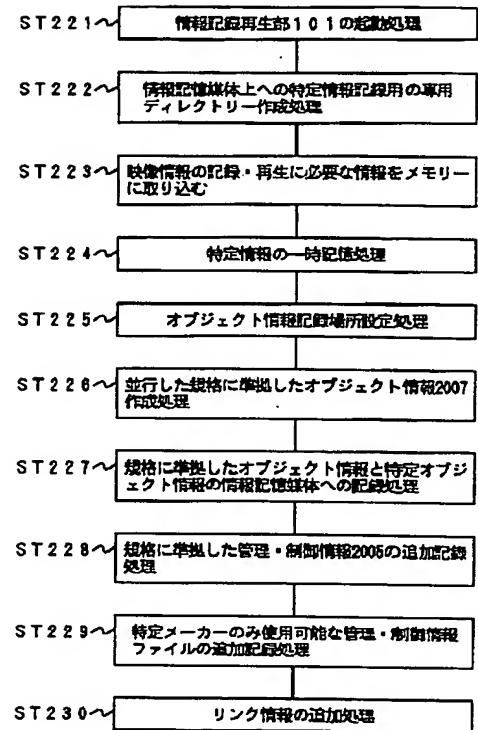 ST221 情報記録再生部101の起動処理
ST222 情報記憶媒体上への特定情報記録用の専用
ディレクトリー作成処理
ST223 映像情報の記録・再生に必要な情報をメモリー
に取り込む
ST224 特定情報の一時記憶処理
ST225 オブジェクト情報記録場所設定処理
ST226 並行した規格に準拠したオブジェクト情報2007
作成処理
ST227 規格に準拠したオブジェクト情報と特定オブジ
ェクト情報の情報記憶媒体への記録処理
ST228 規格に準拠した管理・制御情報2005の追加記録
処理
ST229 特定メーカーのみ使用可能な管理・制御情報
ファイルの追加記録処理
ST230 リンク情報の追加処理